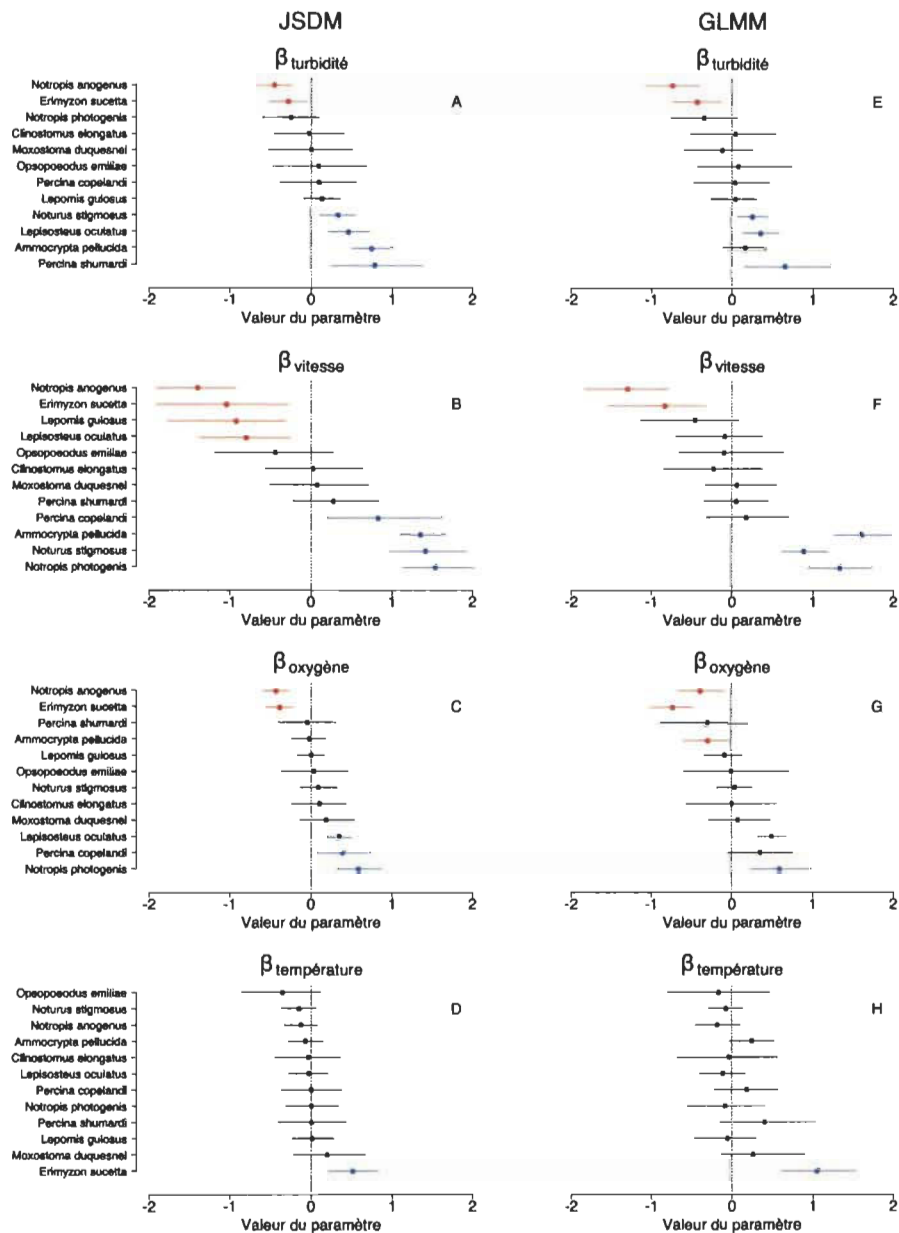 JSDM
GLMM
β turbidité
β turbidité
Notropis anogenus
Erimyzon sucetta
Notropis photogenis
Clinostomus elongatus
Moxostoma duquesnei
Opsopoeodus emiliae
Percina copelandi
Lepomis gulosus
Noturus stigmosus
Lepisosteus oculatus
Ammocrypta pellucida
Percina shumardi
A
E
-2 -1 0 1 2
-2 -1 0 1 2
Valeur du paramètre
Valeur du paramètre
β vitesse
β vitesse
Notropis anogenus
Erimyzon sucetta
Lepomis gulosus
Lepisosteus oculatus
Opsopoeodus emiliae
Clinostomus elongatus
Moxostoma duquesnei
Percina shumardi
Percina copelandi
Ammocrypta pellucida
Noturus stigmosus
Notropis photogenis
B
F
-2 -1 0 1 2
-2 -1 0 1 2
Valeur du paramètre
Valeur du paramètre
β oxygène
β oxygène
Notropis anogenus
Erimyzon sucetta
Percina shumardi
Ammocrypta pellucida
Lepomis gulosus
Opsopoeodus emiliae
Noturus stigmosus
Clinostomus elongatus
Moxostoma duquesnei
Lepisosteus oculatus
Percina copelandi
Notropis photogenis
C
G
-2 -1 0 1 2
-2 -1 0 1 2
Valeur du paramètre
Valeur du paramètre
β température
β température
Opsopoeodus emiliae
Noturus stigmosus
Notropis anogenus
Ammocrypta pellucida
Clinostomus elongatus
Lepisosteus oculatus
Percina copelandi
Notropis photogenis
Percina shumardi
Lepomis gulosus
Moxostoma duquesnei
Erimyzon sucetta
D
H
-2 -1 0 1 2
-2 -1 0 1 2
Valeur du paramètre
Valeur du paramètre